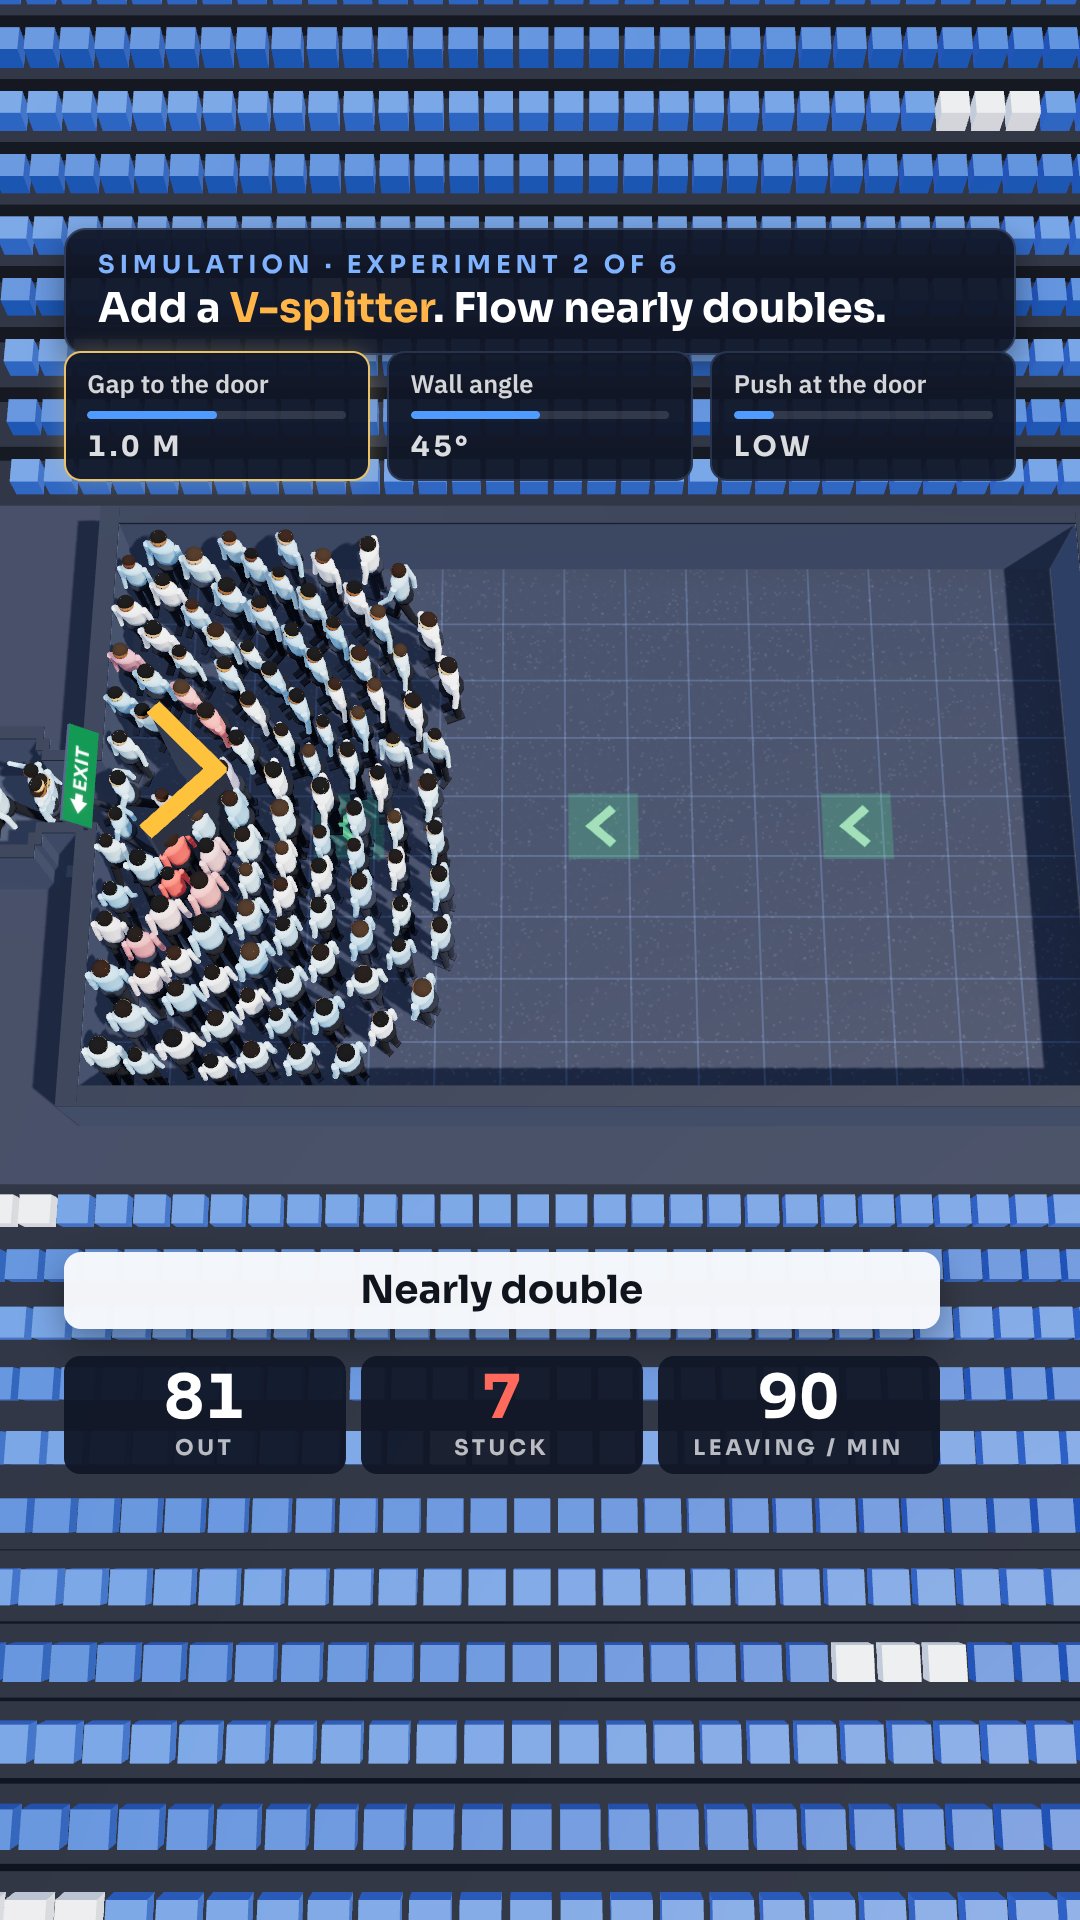 SIMULATION · EXPERIMENT 2 OF 6
Add a V-splitter. Flow nearly doubles.
Gap to the door
1.0 M
Wall angle
45°
Push at the door
LOW
EXIT
Nearly double
81
OUT
7
STUCK
90
LEAVING / MIN